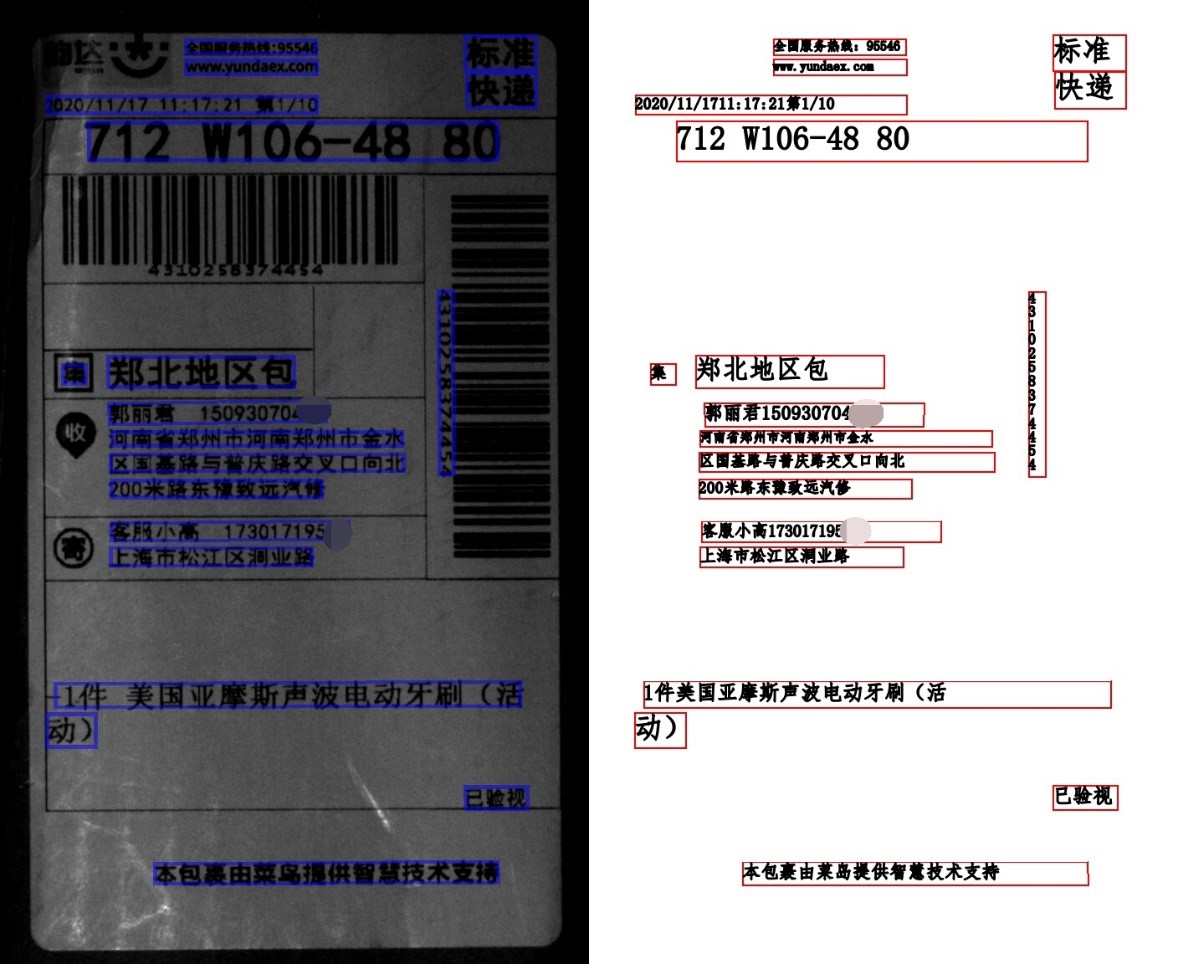 韵达
全国服务热线:95546
www.yundaex.com
标准
快递
2020/11/17 11:17:21 第1/10
712 W106-48 80
4310258374454
4310258374454
集 郑北地区包
收
郭丽君 150930704
河南省郑州市河南郑州市金水
区国基路与普庆路交叉口向北
200米路东豫致远汽修
寄
客服小高 173017195
上海市松江区洞业路
1件 美国亚摩斯声波电动牙刷（活
动）
已验视
本包裹由菜鸟提供智慧技术支持
全国服务热线: 95546
www.yundaex.com
标准
快递
2020/11/1711:17:21第1/10
712 W106-48 80
4310258374454
集
郑北地区包
郭丽君150930704
河南省郑州市河南郑州市金水
区国基路与普庆路交叉口向北
200米路东豫致远汽修
客服小高173017195
上海市松江区洞业路
1件美国亚摩斯声波电动牙刷（活
动）
已验视
本包裹由菜鸟提供智慧技术支持